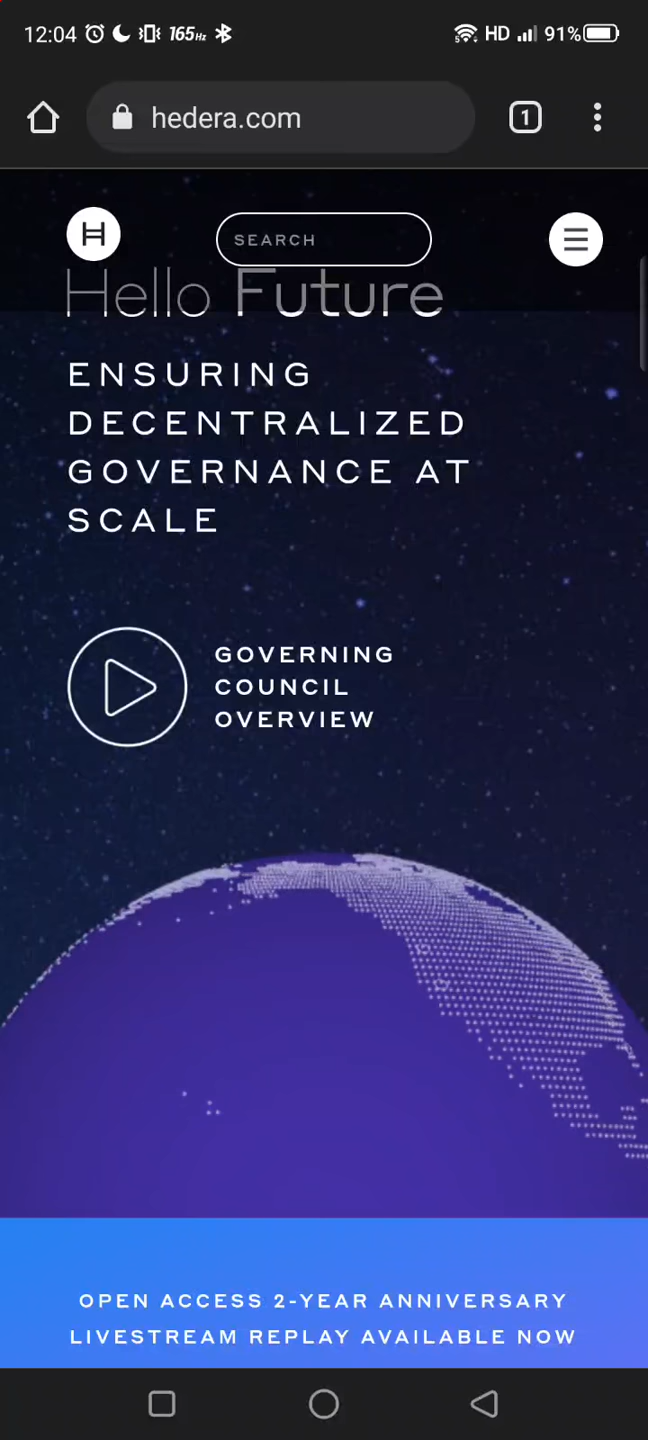 12:04 165Hz HD 91%
hedera.com 1
H SEARCH
Hello Future
ENSURING
DECENTRALIZED
GOVERNANCE AT
SCALE
GOVERNING
COUNCIL
OVERVIEW
OPEN ACCESS 2-YEAR ANNIVERSARY
LIVESTREAM REPLAY AVAILABLE NOW